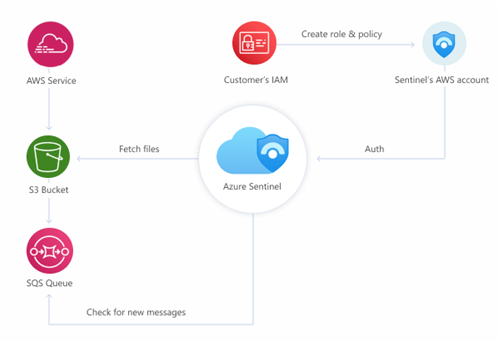 Create role & policy
AWS Service
Customer's IAM
Sentinel's AWS account
Fetch files
Auth
S3 Bucket
Azure Sentinel
SQS Queue
Check for new messages